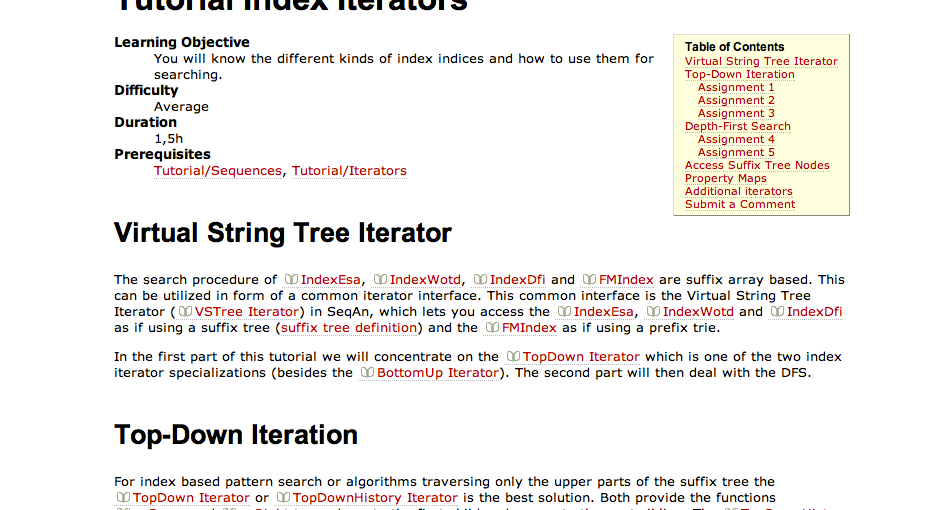 Tutorial Index Iterators
Learning Objective
You will know the different kinds of index indices and how to use them for
searching.
Difficulty
Average
Duration
1,5h
Prerequisites
Tutorial/Sequences, Tutorial/Iterators
Table of Contents
Virtual String Tree Iterator
Top-Down Iteration
Assignment 1
Assignment 2
Assignment 3
Depth-First Search
Assignment 4
Assignment 5
Access Suffix Tree Nodes
Property Maps
Additional iterators
Submit a Comment
Virtual String Tree Iterator
The search procedure of IndexEsa, IndexWotd, IndexDfi and FMIndex are suffix array based. This
can be utilized in form of a common iterator interface. This common interface is the Virtual String Tree
Iterator (VSTree Iterator) in SeqAn, which lets you access the IndexEsa, IndexWotd and IndexDfi
as if using a suffix tree (suffix tree definition) and the FMIndex as if using a prefix trie.
In the first part of this tutorial we will concentrate on the TopDown Iterator which is one of the two index
iterator specializations (besides the BottomUp Iterator). The second part will then deal with the DFS.
Top-Down Iteration
For index based pattern search or algorithms traversing only the upper parts of the suffix tree the
TopDown Iterator or TopDownHistory Iterator is the best solution. Both provide the functions